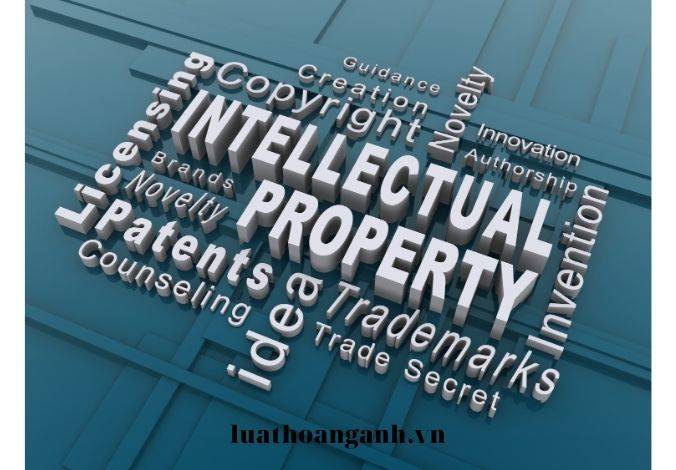 Guidance
Creation
Copyright
Novelty
Licensing
INTELLECTUAL
Innovation
Authorship
Brands
Novelty
PROPERTY
Patents
Counseling
idea
Trademarks
Trade Secret
Invention
luathoanganh.vn